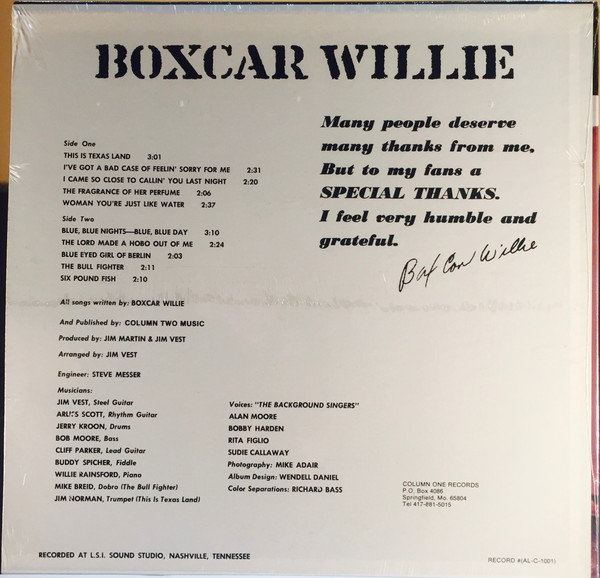 BOXCAR WILLIE
Many people deserve
many thanks from me.
But to my fans a
SPECIAL THANKS.
I feel very humble and
grateful.
Box Car Willie
Side One
THIS IS TEXAS LAND 3:01
I'VE GOT A BAD CASE OF FEELIN' SORRY FOR ME 2:31
I CAME SO CLOSE TO CALLIN' YOU LAST NIGHT 2:20
THE FRAGRANCE OF HER PERFUME 2:06
WOMAN YOU'RE JUST LIKE WATER 2:37
Side Two
BLUE, BLUE NIGHTS—BLUE, BLUE DAY 3:10
THE LORD MADE A HOBO OUT OF ME 2:24
BLUE EYED GIRL OF BERLIN 2:03
THE BULL FIGHTER 2:11
SIX POUND FISH 2:10
All songs written by: BOXCAR WILLIE
And Published by: COLUMN TWO MUSIC
Produced by: JIM MARTIN & JIM VEST
Arranged by: JIM VEST
Engineer: STEVE MESSER
Musicians:
JIM VEST, Steel Guitar
SCOTT, Rhythm Guitar
JERRY KROON, Drums
BOB MOORE, Bass
CLIFF PARKER, Lead Guitar
BUDDY SPICHER, Fiddle
WILLIE RAINSFORD, Piano
MIKE BREID, Dobro (The Bull Fighter)
JIM NORMAN, Trumpet (This Is Texas Land)
Voices: "THE BACKGROUND SINGERS"
ALAN MOORE
BOBBY HARDEN
RITA FIGLIO
SUDIE CALLAWAY
Photography: MIKE ADAIR
Album Design: WENDELL DANIEL
Color Separations: RICHARD BASS
COLUMN ONE RECORDS
P.O. Box 4086
Springfield, Mo. 65804
Tel 417-881-5015
RECORDED AT L.S.I. SOUND STUDIO, NASHVILLE, TENNESSEE
RECORD #(AL-C-1001)